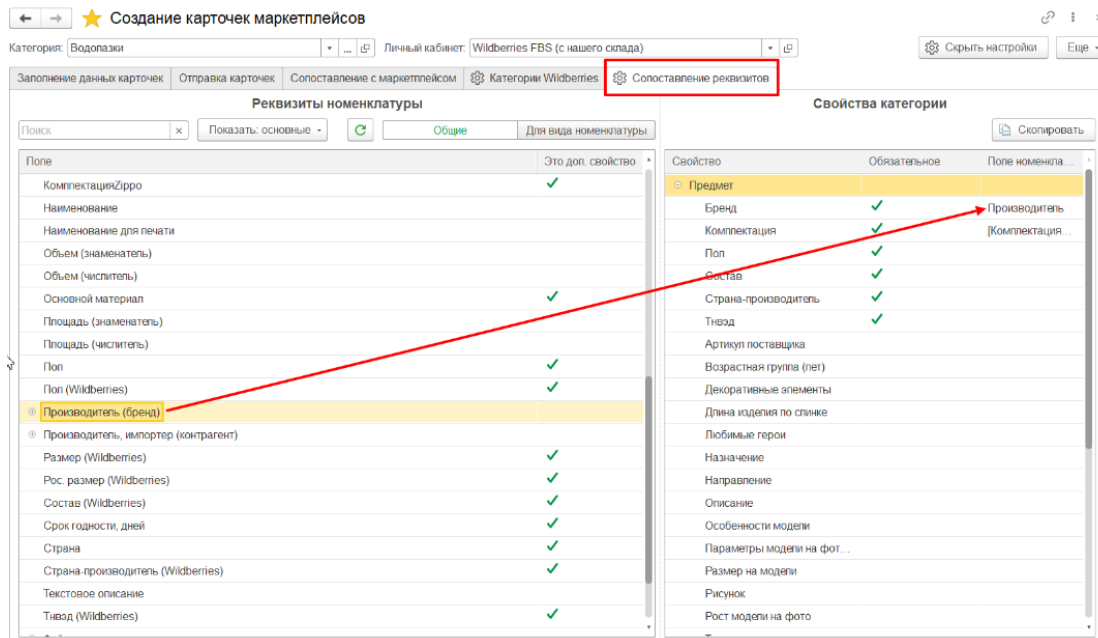 Создание карточек маркетплейсов
Категория: Водолазки ... Личный кабинет: Wildberries FBS (с нашего склада) Скрыть настройки Еще
Заполнение данных карточек Отправка карточек Сопоставление с маркетплейсом Категории Wildberries Сопоставление реквизитов
Реквизиты номенклатуры Свойства категории
Поиск × Показать: основные Общие Для вида номенклатуры Скопировать
Поле Это доп. свойство Свойство Обязательное Поле номенкла...
КомплектацияZippo Предмет
Наименование Бренд Производитель
Наименование для печати Комплектация [Комплектация...
Объем (знаменатель) Пол
Объем (числитель) Состав
Основной материал Страна-производитель
Площадь (знаменатель) Тнвэд
Площадь (числитель) Артикул поставщика
Пол Возрастная группа (лет)
Пол (Wildberries) Декоративные элементы
Производитель (бренд) Длина изделия по спинке
Производитель, импортер (контрагент) Любимые герои
Размер (Wildberries) Назначение
Рос. размер (Wildberries) Направление
Состав (Wildberries) Описание
Срок годности, дней Особенности модели
Страна Параметры модели на фот...
Страна-производитель (Wildberries) Размер на модели
Текстовое описание Рисунок
Тнвэд (Wildberries) Рост модели на фото